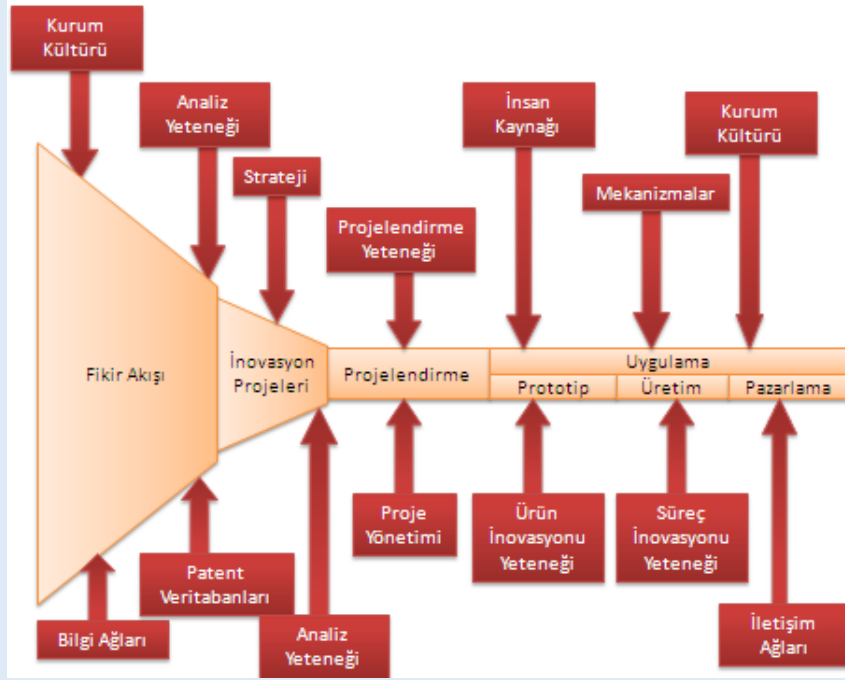 Kurum
Kültürü
Analiz
Yeteneği
Strateji
Projelendirme
Yeteneği
İnsan
Kaynağı
Mekanizmalar
Kurum
Kültürü
Fikir Akışı
İnovasyon
Projeleri
Projelendirme
Uygulama
Prototip
Üretim
Pazarlama
Bilgi Ağları
Patent
Veritabanları
Analiz
Yeteneği
Proje
Yönetimi
Ürün
İnovasyonu
Yeteneği
Süreç
İnovasyonu
Yeteneği
İletişim
Ağları